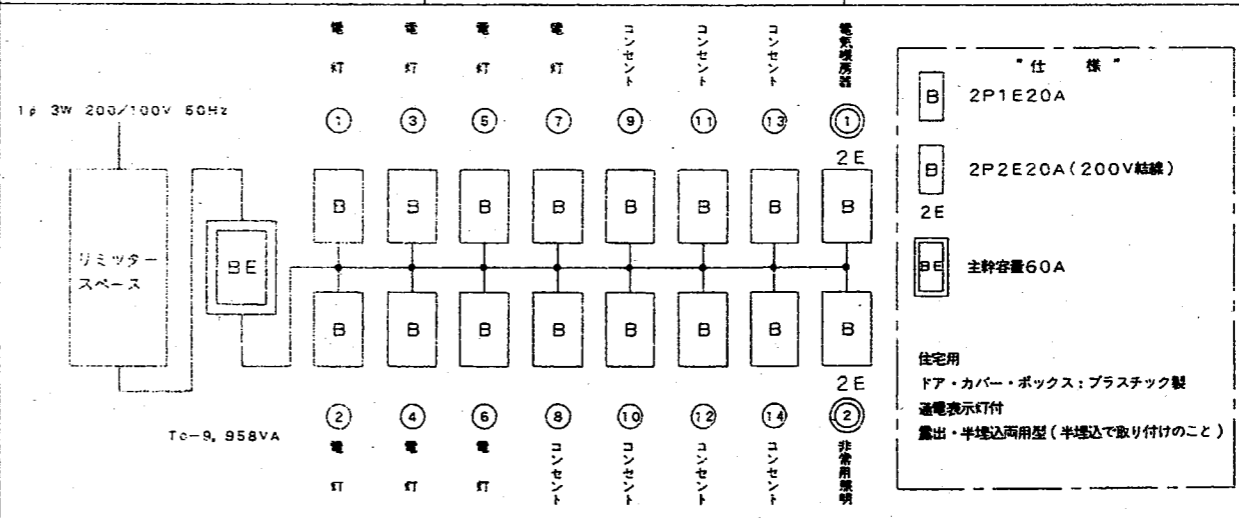 電灯 電灯 電灯 電灯 コンセント コンセント コンセント 電気暖房器
1φ 3W 200/100V 50Hz
① ③ ⑤ ⑦ ⑨ ⑪ ⑬ ①
2E
B B B B B B B B
リミッター
スペース
BE
B B B B B B B B
2E
② ④ ⑥ ⑧ ⑩ ⑫ ⑭ ②
Tc-9,958VA
電灯 電灯 電灯 コンセント コンセント コンセント コンセント 非常用照明
"仕 様"
B 2P1E20A
B 2P2E20A(200V結線)
2E
BE 主幹容量60A
住宅用
ドア・カバー・ボックス:プラスチック製
通電表示灯付
露出・半埋込両用型(半埋込で取り付けのこと)